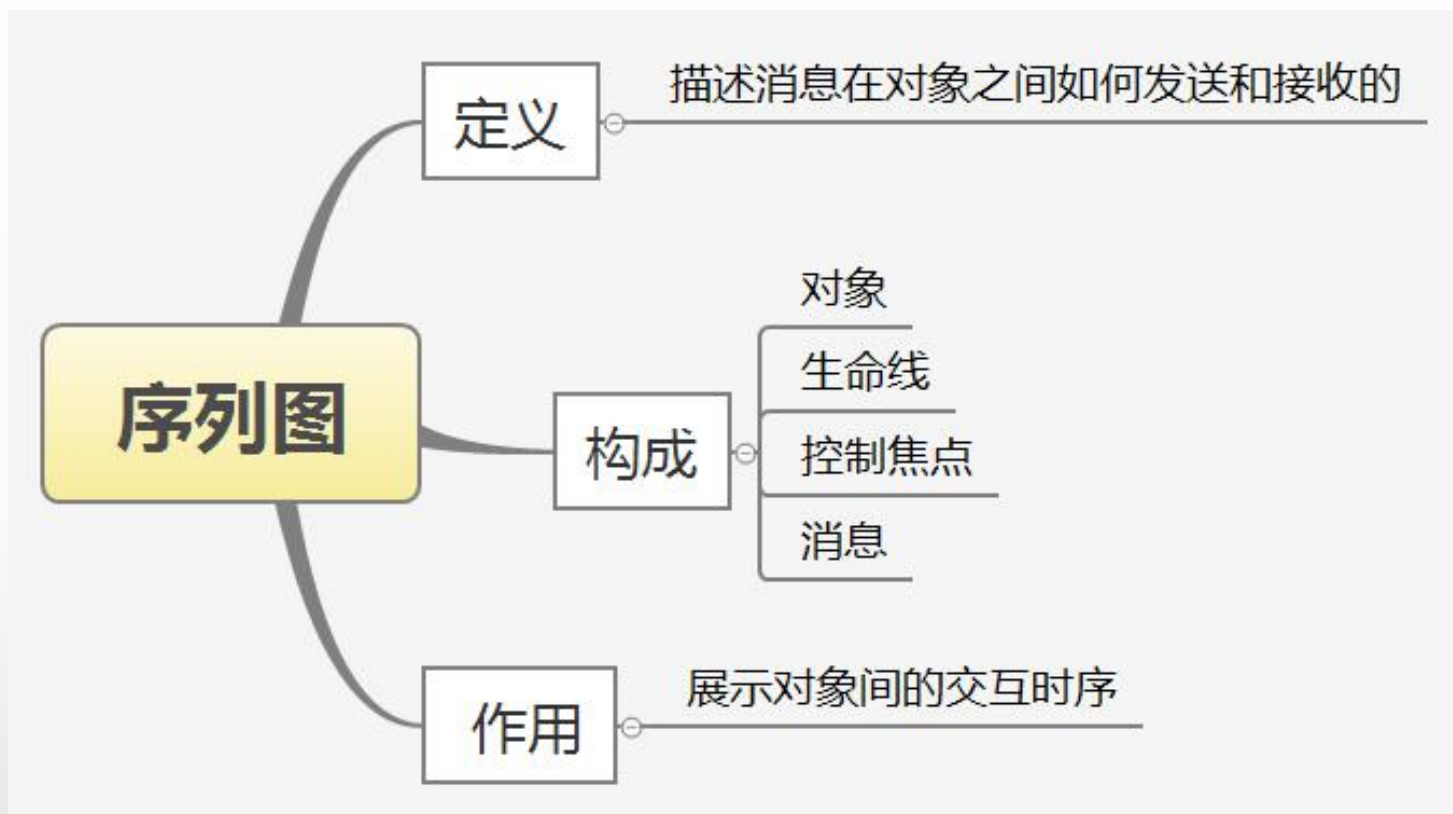 序列图
定义
描述消息在对象之间如何发送和接收的
构成
对象
生命线
控制焦点
消息
作用
展示对象间的交互时序